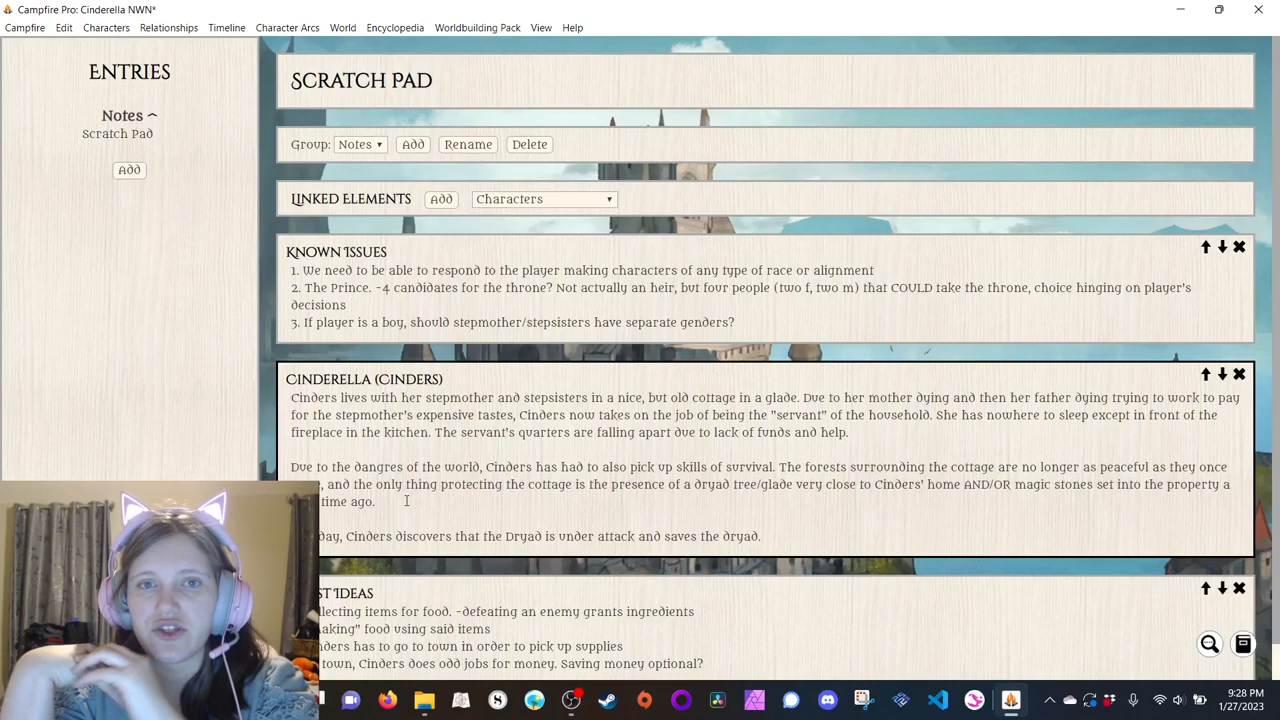 Campfire Pro: Cinderella NWN*
Campfire Edit Characters Relationships Timeline Character Arcs World Encyclopedia Worldbuilding Pack View Help
Entries
Notes
Scratch Pad
Add
Scratch Pad
Group: Notes Add Rename Delete
Linked Elements Add Characters
Known Issues
1. We need to be able to respond to the player making characters of any type of race or alignment
2. The Prince. -4 candidates for the throne? Not actually an heir, but four people (two f, two m) that COULD take the throne, choice hinging on player's
decisions
3. If player is a boy, should stepmother/stepsisters have separate genders?
Cinderella (Cinders)
Cinders lives with her stepmother and stepsisters in a nice, but old cottage in a glade. Due to her mother dying and then her father dying trying to work to pay
for the stepmother's expensive tastes, Cinders now takes on the job of being the "servant" of the household. She has nowhere to sleep except in front of the
fireplace in the kitchen. The servant's quarters are falling apart due to lack of funds and help.
Due to the dangres of the world, Cinders has had to also pick up skills of survival. The forests surrounding the cottage are no longer as peaceful as they once
, and the only thing protecting the cottage is the presence of a dryad tree/glade very close to Cinders' home AND/OR magic stones set into the property a
time ago.
day, Cinders discovers that the Dryad is under attack and saves the dryad.
st Ideas
llecting items for food. -defeating an enemy grants ingredients
aking" food using said items
nders has to go to town in order to pick up supplies
town, Cinders does odd jobs for money. Saving money optional?
9:28 PM
1/27/2023